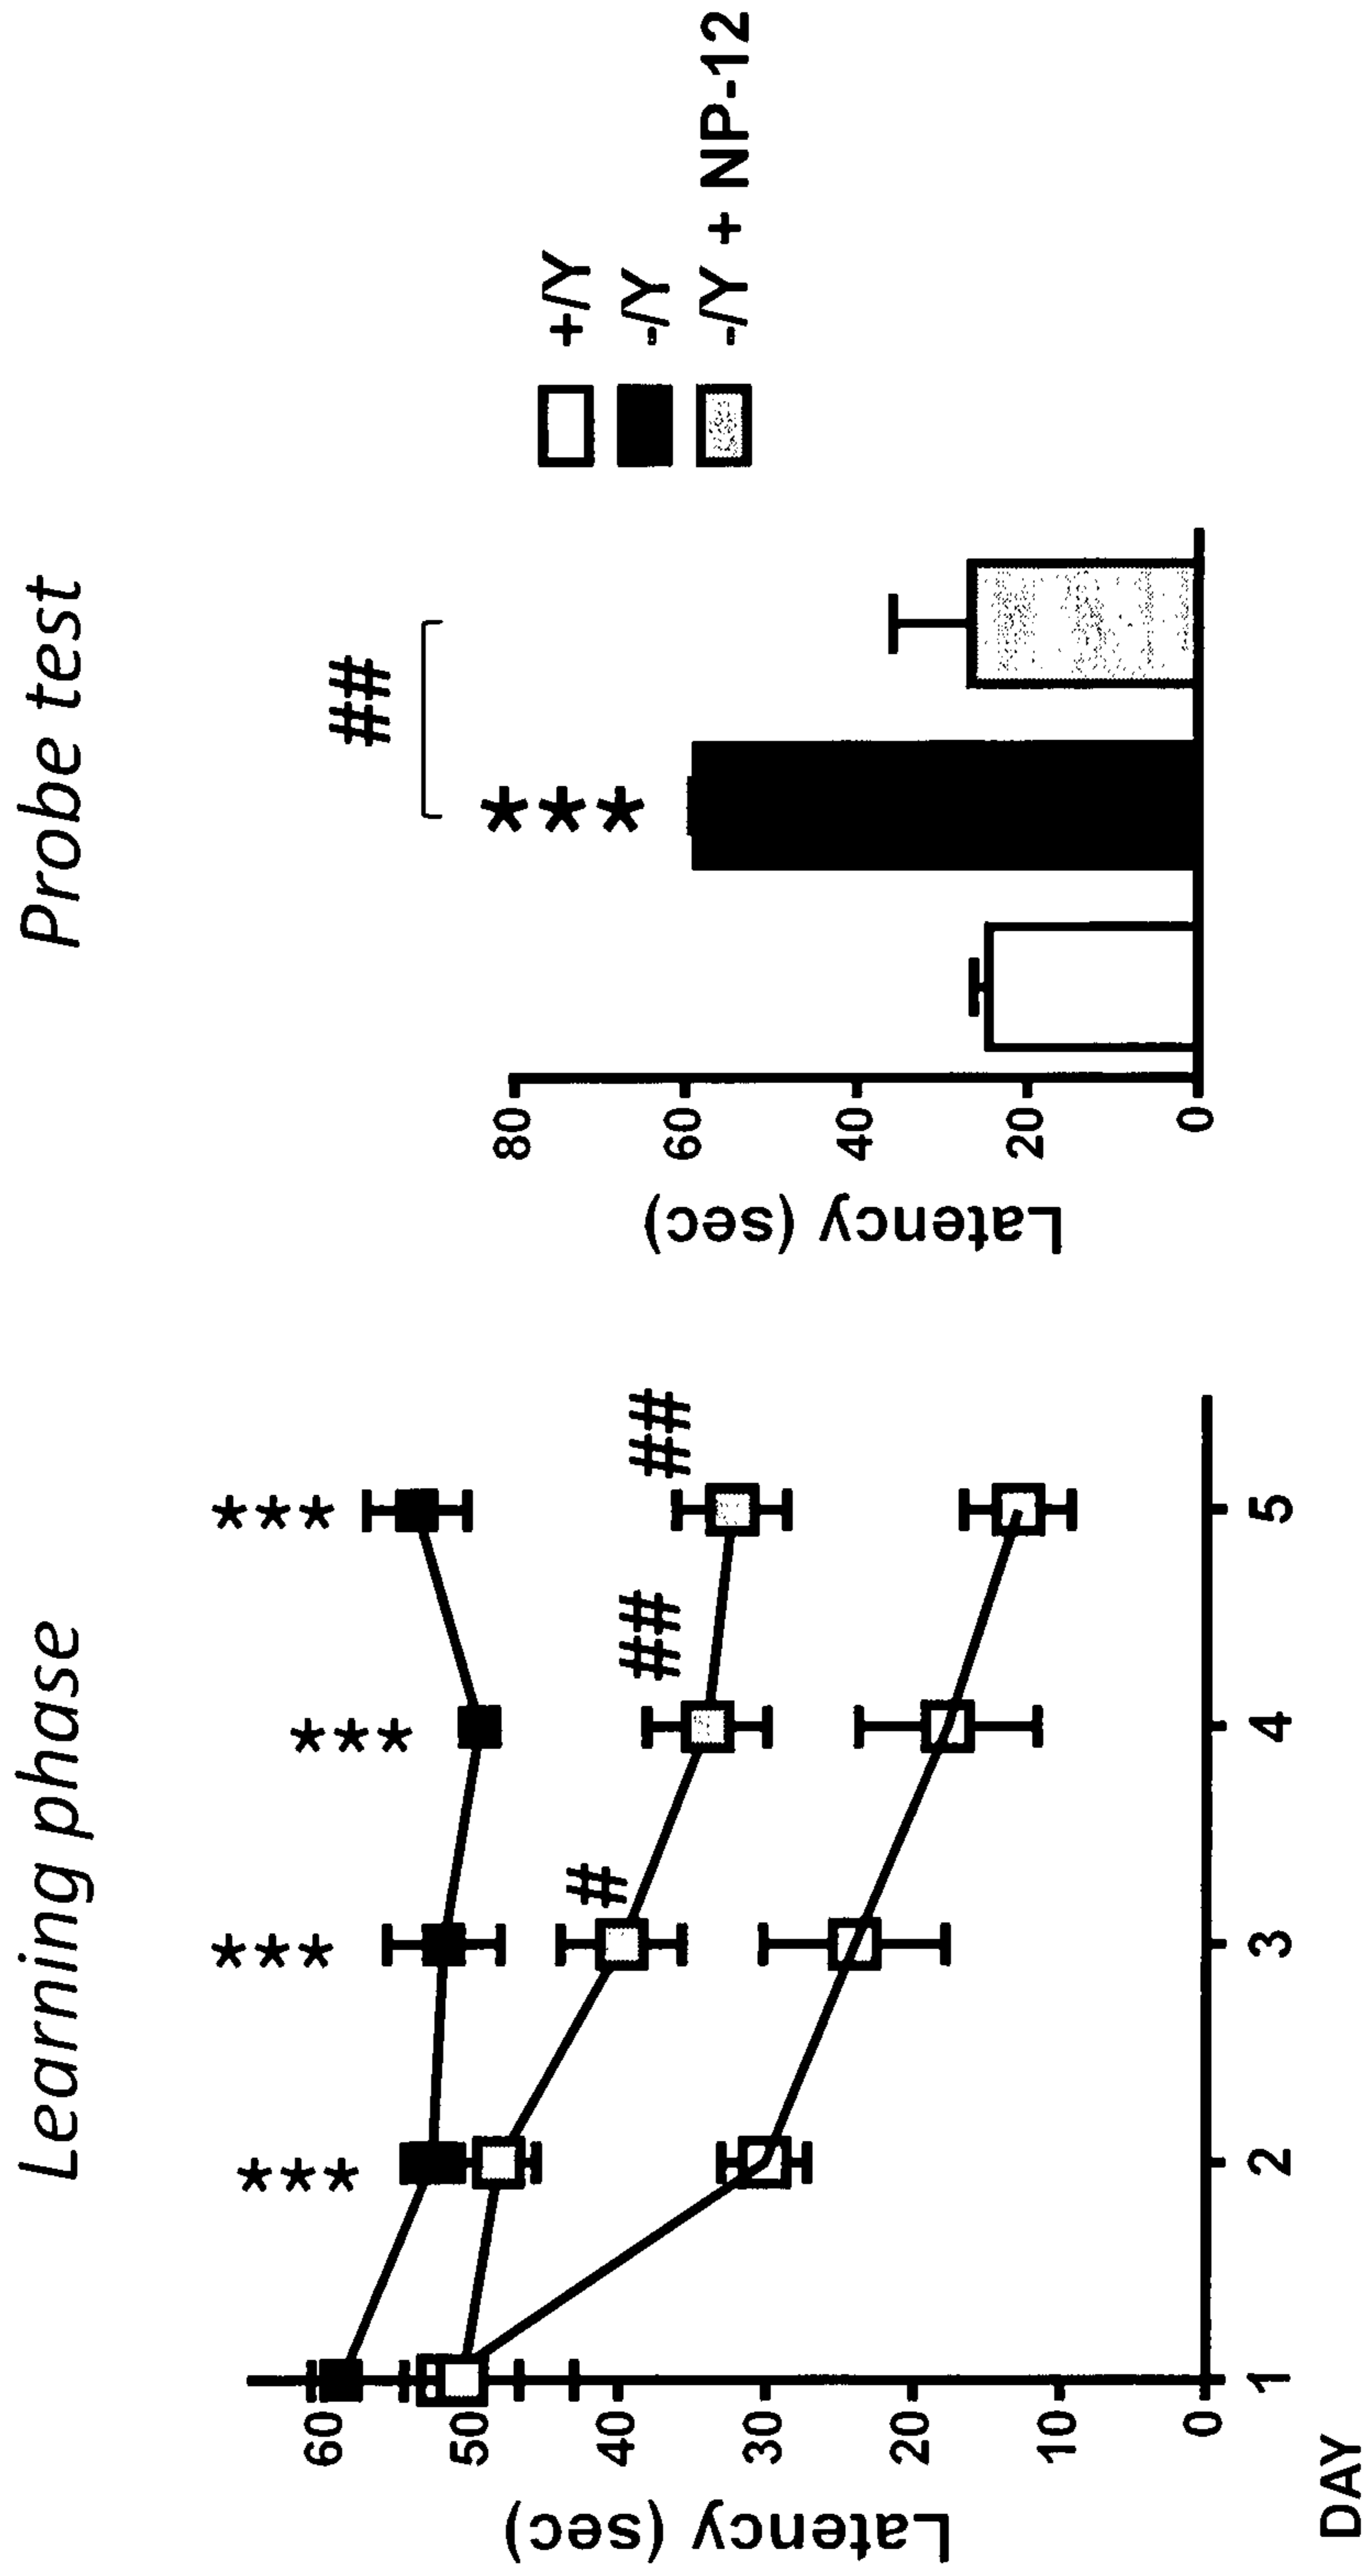 Learning phase
Latency (sec)
60
50
40
30
20
10
0
***
***
***
***
#
##
##
1 2 3 4 5
DAY
Probe test
Latency (sec)
80
60
40
20
0
***
##
+/Y
-/Y
-/Y + NP-12